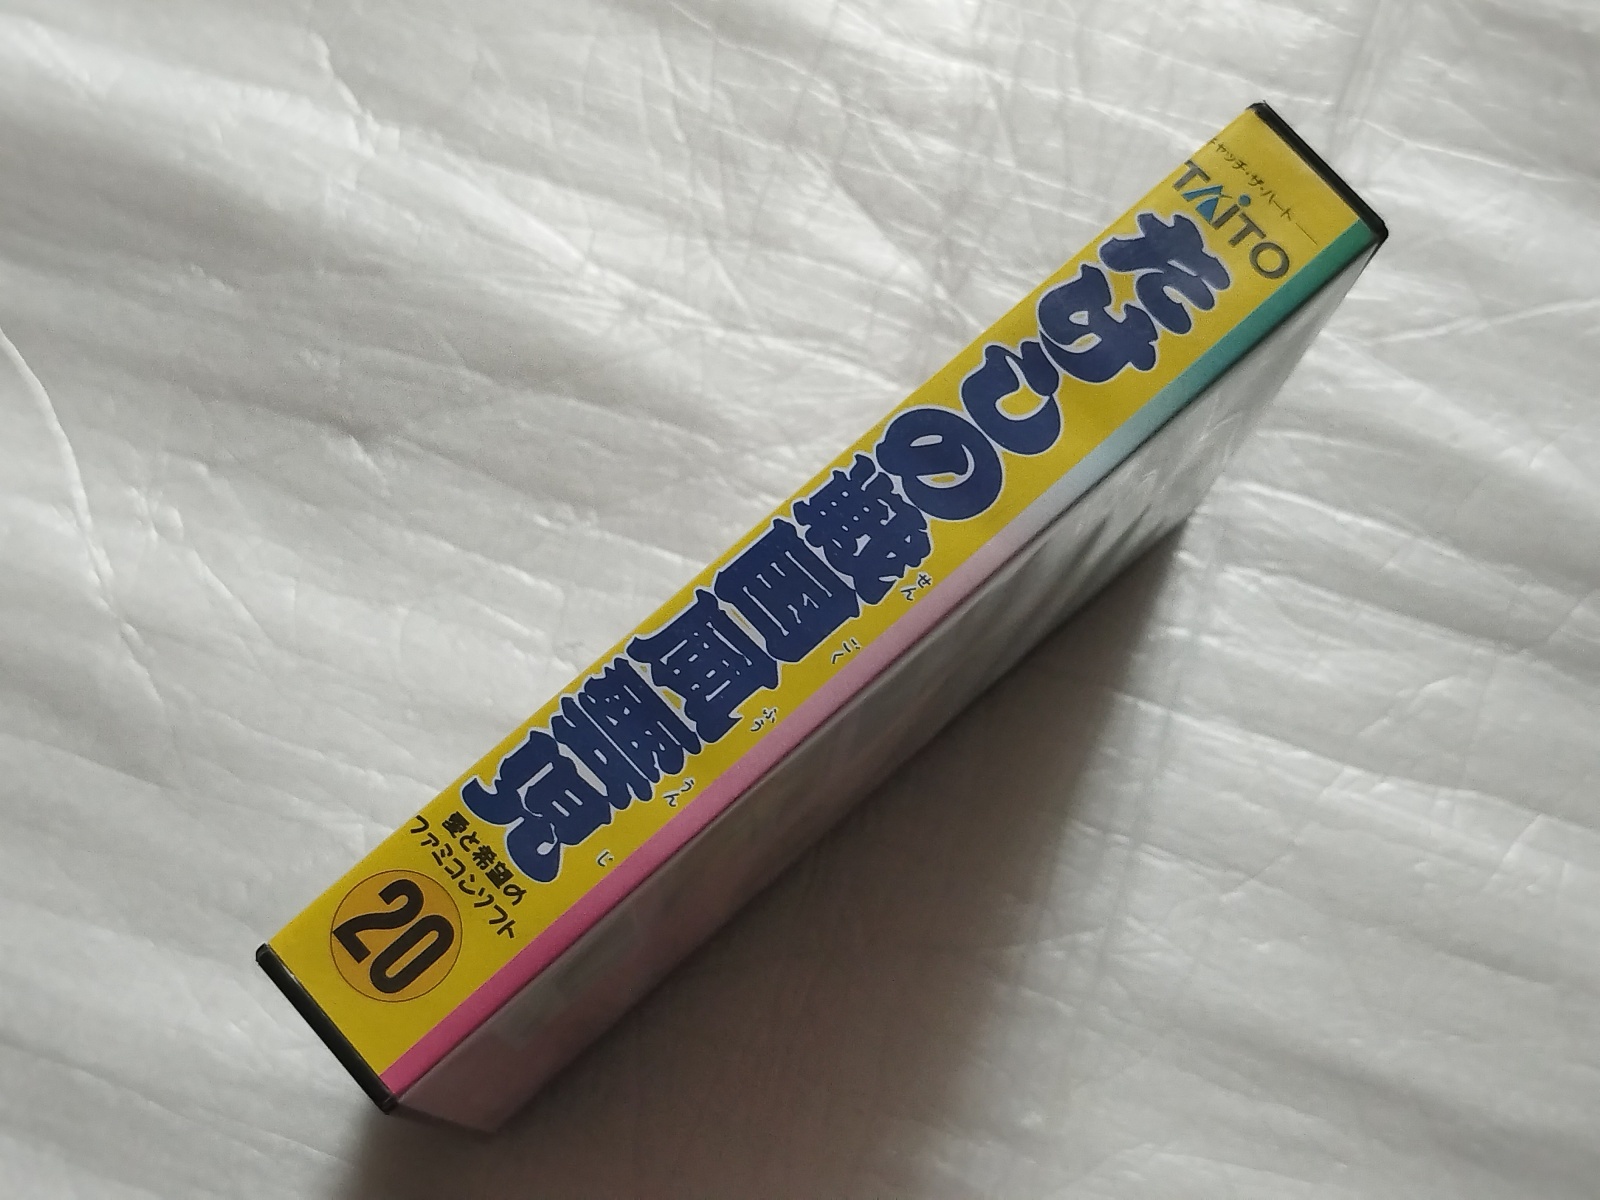 キャッチ・ザ・ハート
TAITO
たけしの戦国風雲児
せんごくふううんじ
愛と希望の
ファミコンソフト
20